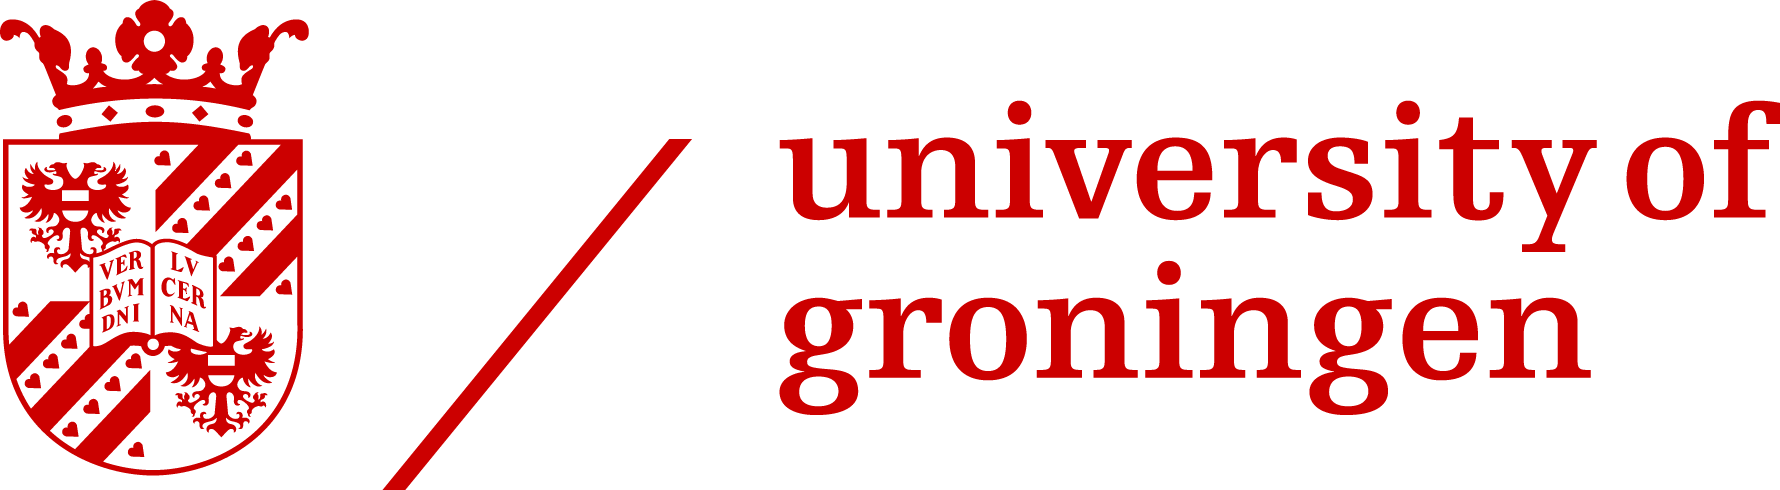 VER LV
BVM CER
DNI NA
university of
groningen